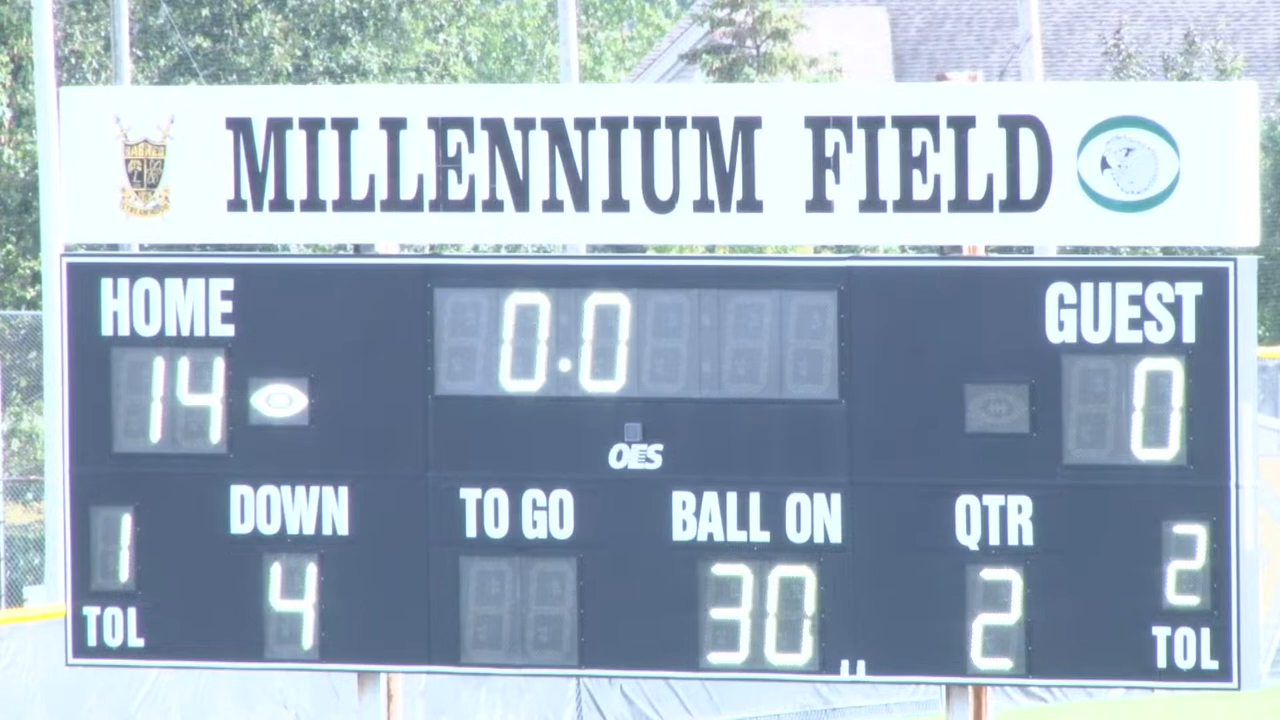 MILLENNIUM FIELD
HOME
0.0
GUEST
14
0
OES
DOWN
TO GO
BALL ON
QTR
1
4
30
2
2
TOL
TOL